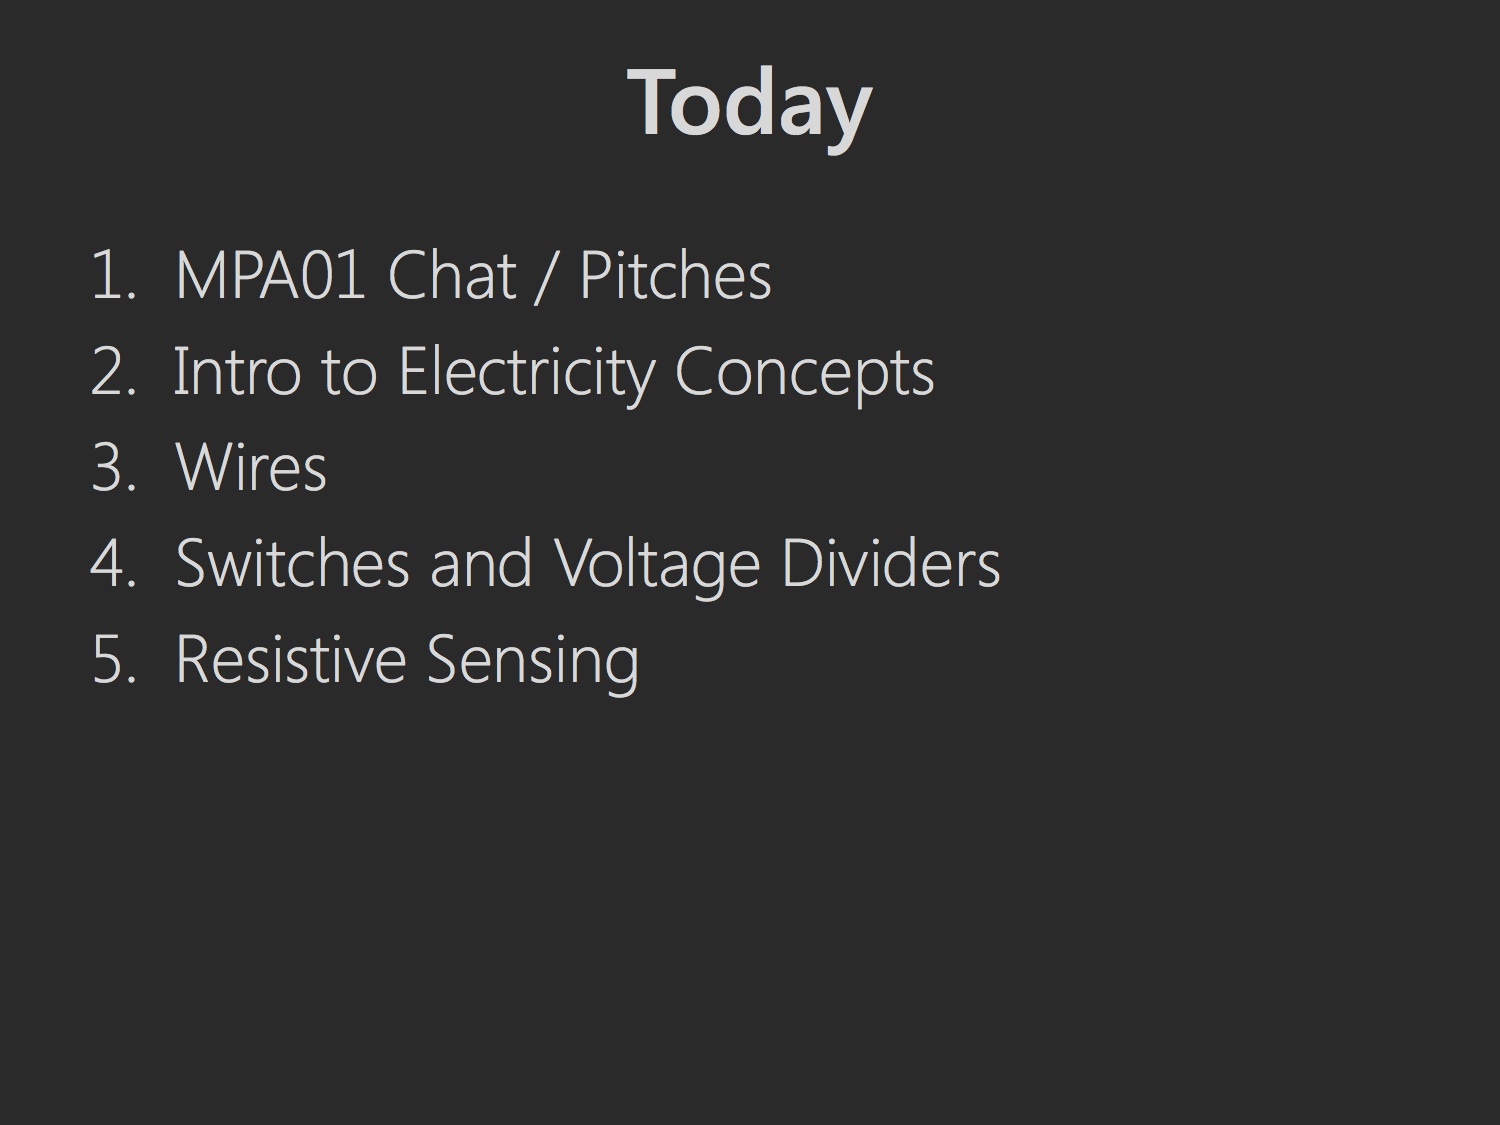 Today
1. MPA01 Chat / Pitches
2. Intro to Electricity Concepts
3. Wires
4. Switches and Voltage Dividers
5. Resistive Sensing